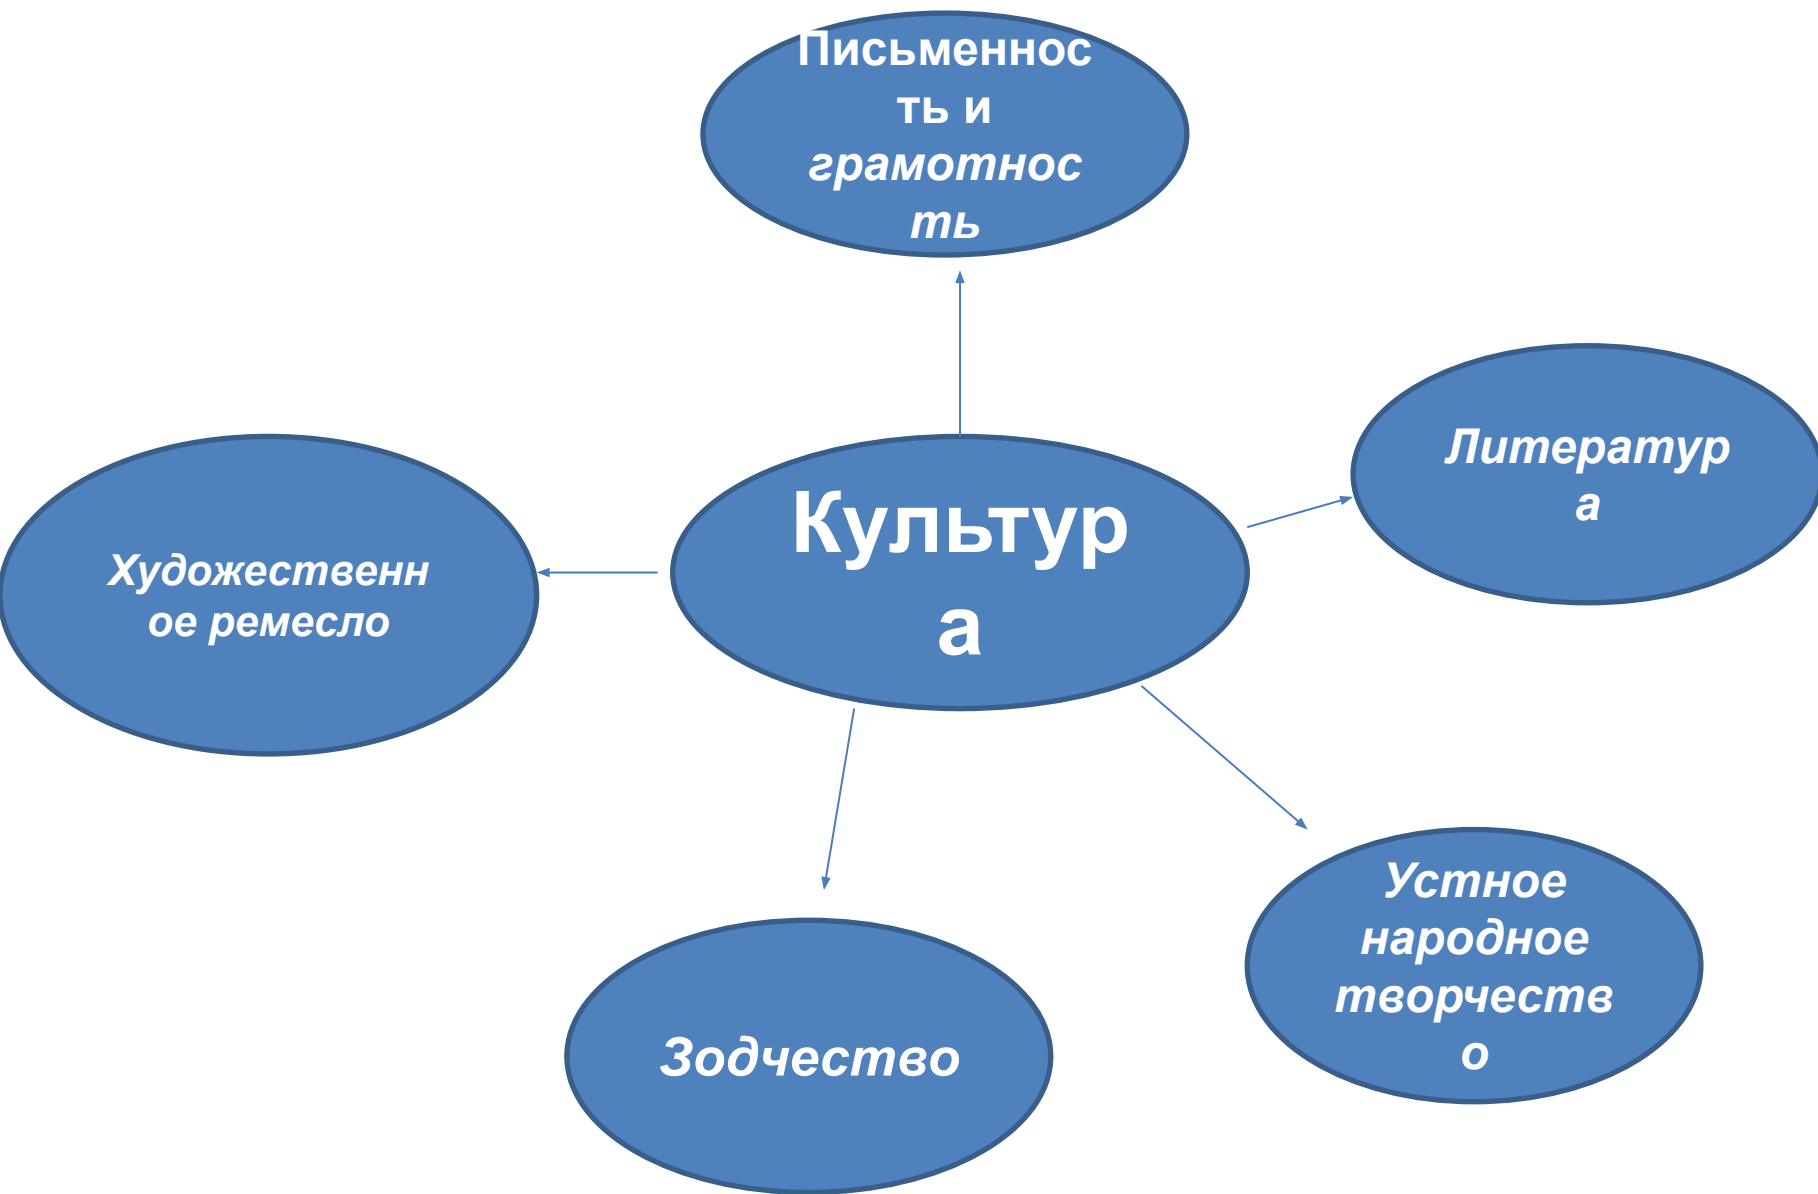 Письменнос
ть и
грамотнос
ть
Литератур
а
Культур
а
Художественн
ое ремесло
Устное
народное
творчеств
о
Зодчество